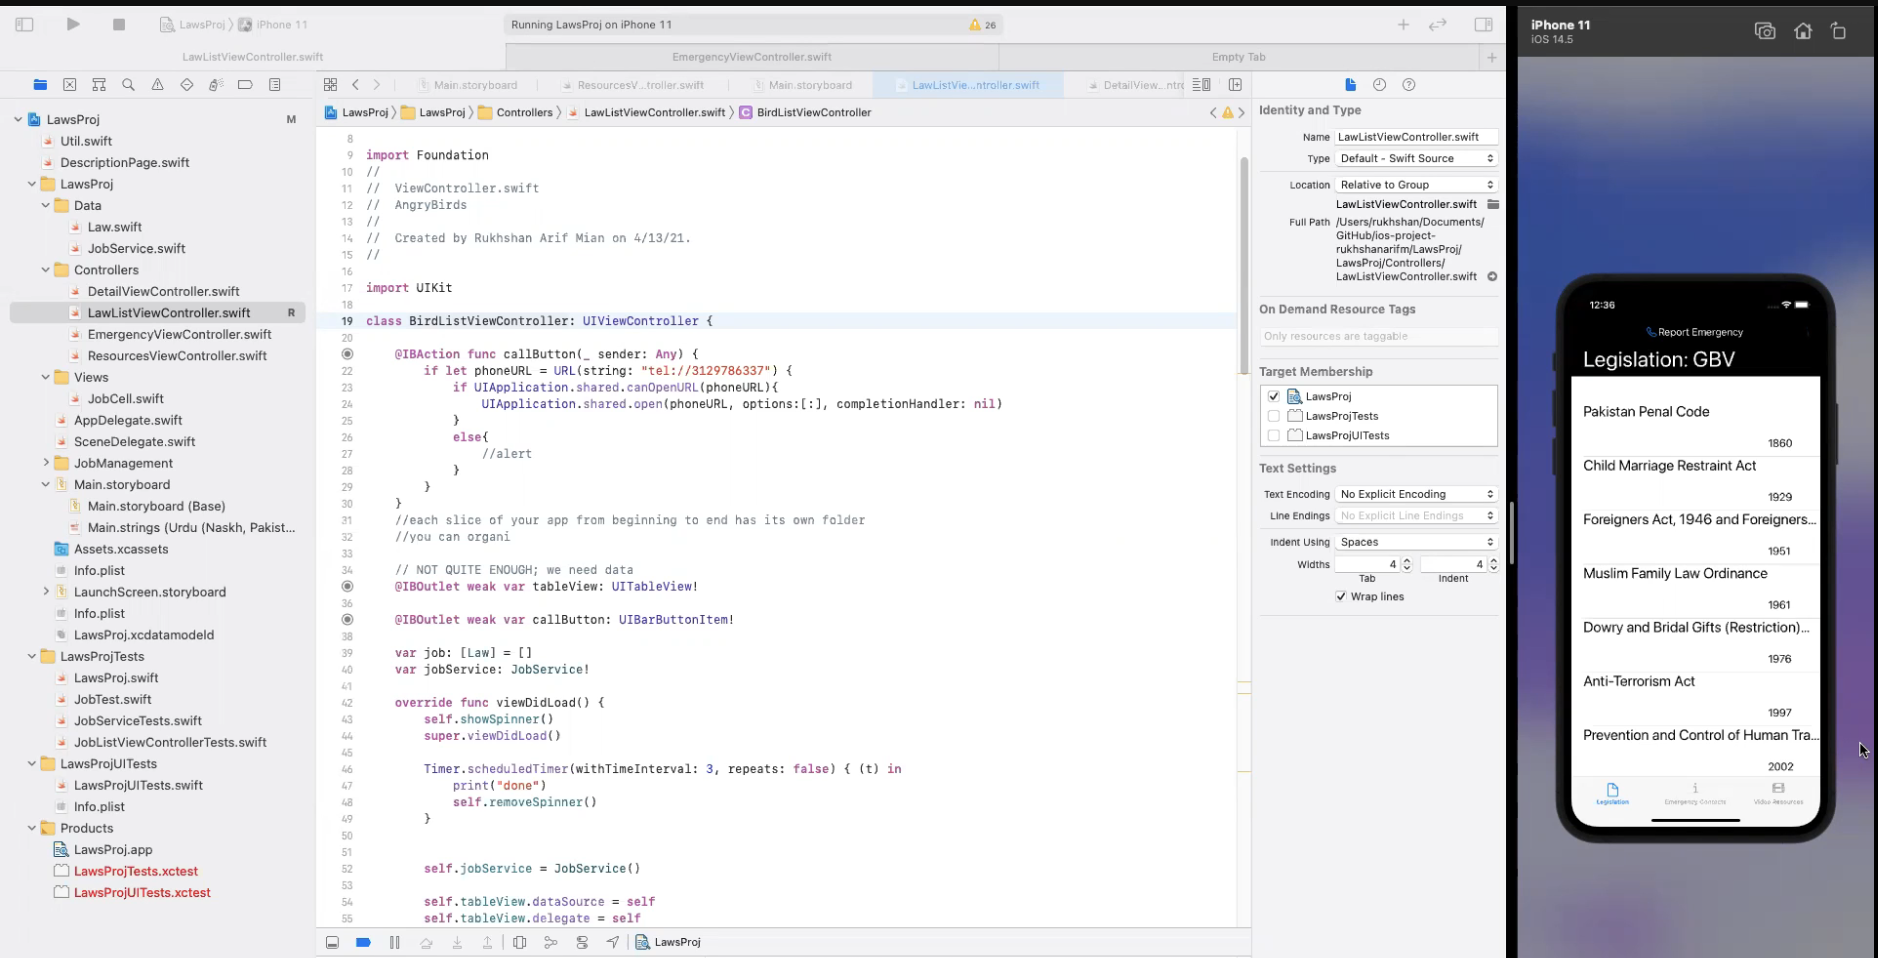 LawsProj
iPhone 11
Running LawsProj on iPhone 11
26
LawListViewController.swift
EmergencyViewController.swift
Empty Tab
Main.storyboard
ResourcesV...troller.swift
Main.storyboard
LawListVie...ntroller.swift
DetailView...ntrc
LawsProj
LawsProj
Controllers
LawListViewController.swift
BirdListViewController
LawsProj
M
Util.swift
DescriptionPage.swift
LawsProj
Data
Law.swift
JobService.swift
Controllers
DetailViewController.swift
LawListViewController.swift
R
EmergencyViewController.swift
ResourcesViewController.swift
Views
JobCell.swift
AppDelegate.swift
SceneDelegate.swift
JobManagement
Main.storyboard
Main.storyboard (Base)
Main.strings (Urdu (Naskh, Pakist...
Assets.xcassets
Info.plist
LaunchScreen.storyboard
Info.plist
LawsProj.xcdatamodeld
LawsProjTests
LawsProj.swift
JobTest.swift
JobServiceTests.swift
JobListViewControllerTests.swift
LawsProjUITests
LawsProjUITests.swift
Info.plist
Products
LawsProj.app
LawsProjTests.xctest
LawsProjUITests.xctest
8
9 import Foundation
10 //
11 //  ViewController.swift
12 //  AngryBirds
13 //
14 //  Created by Rukhshan Arif Mian on 4/13/21.
15 //
16
17 import UIKit
18
19 class BirdListViewController: UIViewController {
20
@IBAction func callButton(_ sender: Any) {
22 if let phoneURL = URL(string: "tel://3129786337") {
23 if UIApplication.shared.canOpenURL(phoneURL){
24 UIApplication.shared.open(phoneURL, options:[:], completionHandler: nil)
25 }
26 else{
27 //alert
28 }
29 }
30 }
31 //each slice of your app from beginning to end has its own folder
32 //you can organi
33
34 // NOT QUITE ENOUGH; we need data
@IBOutlet weak var tableView: UITableView!
36
@IBOutlet weak var callButton: UIBarButtonItem!
38
39 var job: [Law] = []
40 var jobService: JobService!
41
42 override func viewDidLoad() {
43 self.showSpinner()
44 super.viewDidLoad()
45
46 Timer.scheduledTimer(withTimeInterval: 3, repeats: false) { (t) in
47 print("done")
48 self.removeSpinner()
49 }
50
51
52 self.jobService = JobService()
53
54 self.tableView.dataSource = self
55 self.tableView.delegate = self
LawsProj
Identity and Type
Name LawListViewController.swift
Type Default - Swift Source
Location Relative to Group
LawListViewController.swift
Full Path /Users/rukhshan/Documents/
GitHub/ios-project-
rukhshanarifm/LawsProj/
LawsProj/Controllers/
LawListViewController.swift
On Demand Resource Tags
Only resources are taggable
Target Membership
LawsProj
LawsProjTests
LawsProjUITests
Text Settings
Text Encoding No Explicit Encoding
Line Endings No Explicit Line Endings
Indent Using Spaces
Widths 4 4
Tab Indent
Wrap lines
iPhone 11
iOS 14.5
12:36
Report Emergency
Legislation: GBV
Pakistan Penal Code
1860
Child Marriage Restraint Act
1929
Foreigners Act, 1946 and Foreigners...
1951
Muslim Family Law Ordinance
1961
Dowry and Bridal Gifts (Restriction)...
1976
Anti-Terrorism Act
1997
Prevention and Control of Human Tra...
2002
Legislation
Emergency Contacts
Video Resources